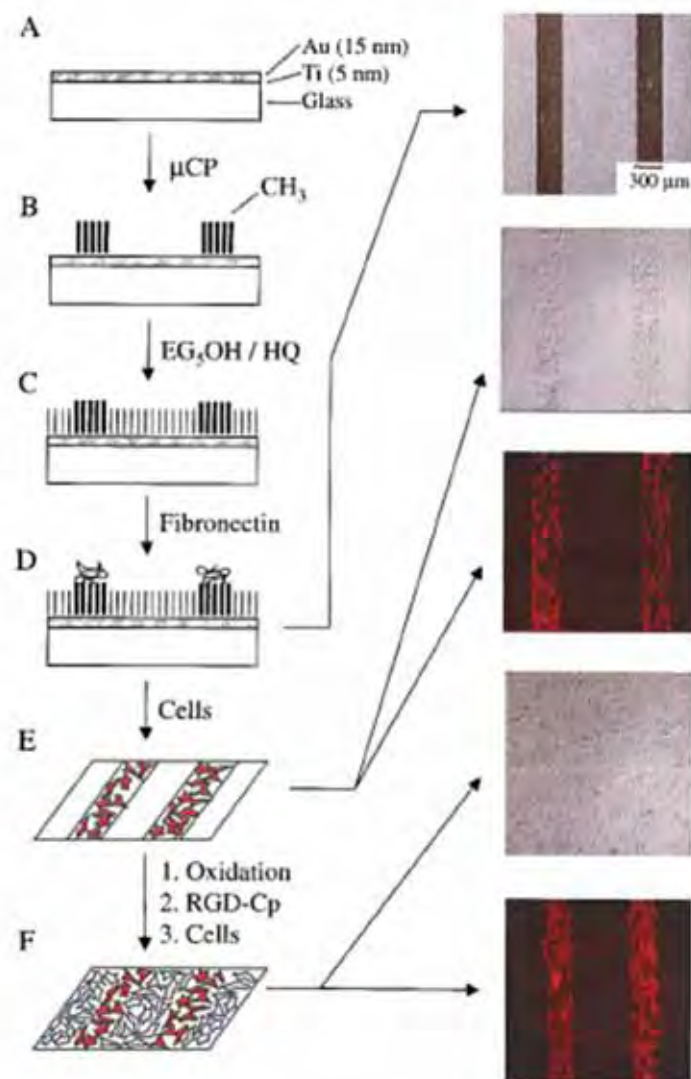 A
Au (15 nm)
Ti (5 nm)
Glass
µCP
B
CH₃
EG₅OH / HQ
C
Fibronectin
D
Cells
E
1. Oxidation
2. RGD-Cp
3. Cells
F
300 µm